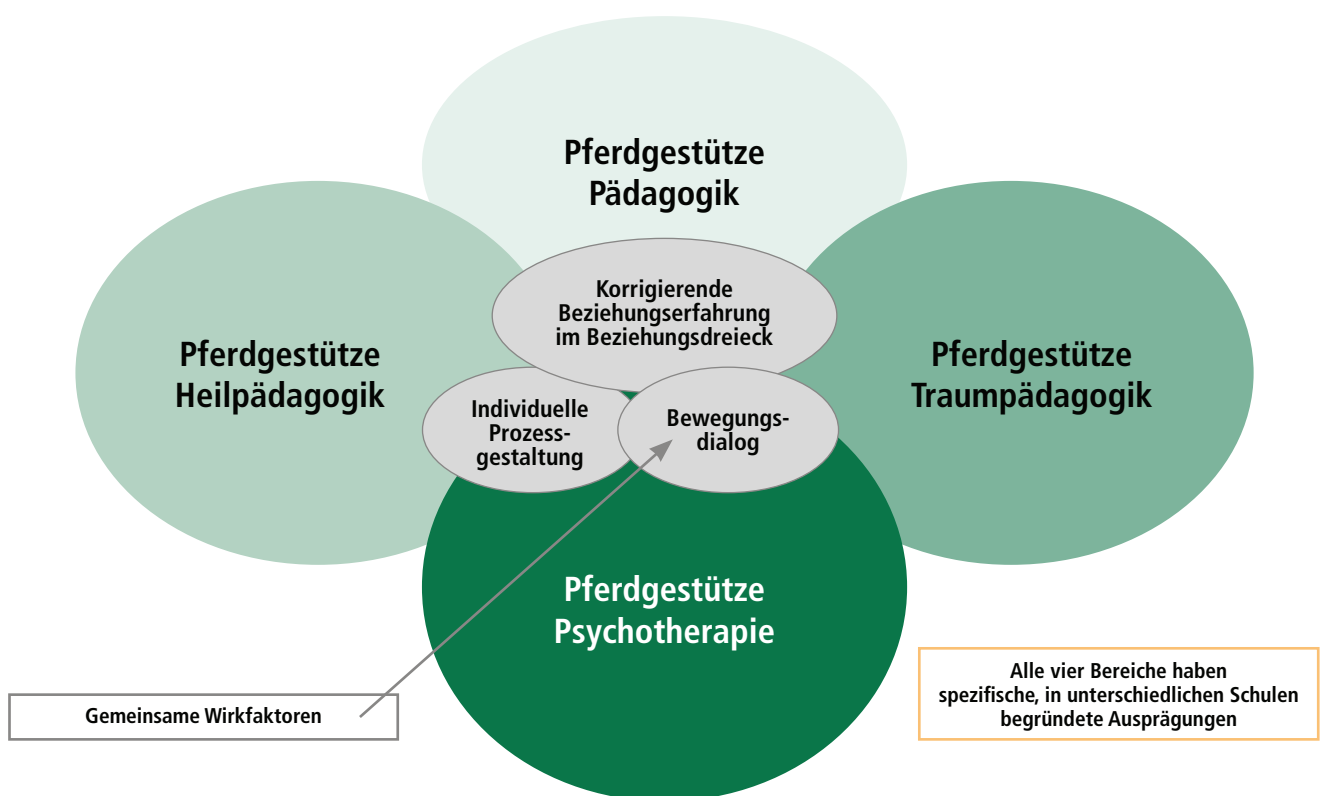 Pferdgestütze
Pädagogik
Korrigierende
Beziehungserfahrung
im Beziehungsdreieck
Pferdgestütze
Heilpädagogik
Pferdgestütze
Traumpädagogik
Individuelle
Prozess-
gestaltung
Bewegungs-
dialog
Pferdgestütze
Psychotherapie
Gemeinsame Wirkfaktoren
Alle vier Bereiche haben
spezifische, in unterschiedlichen Schulen
begründete Ausprägungen